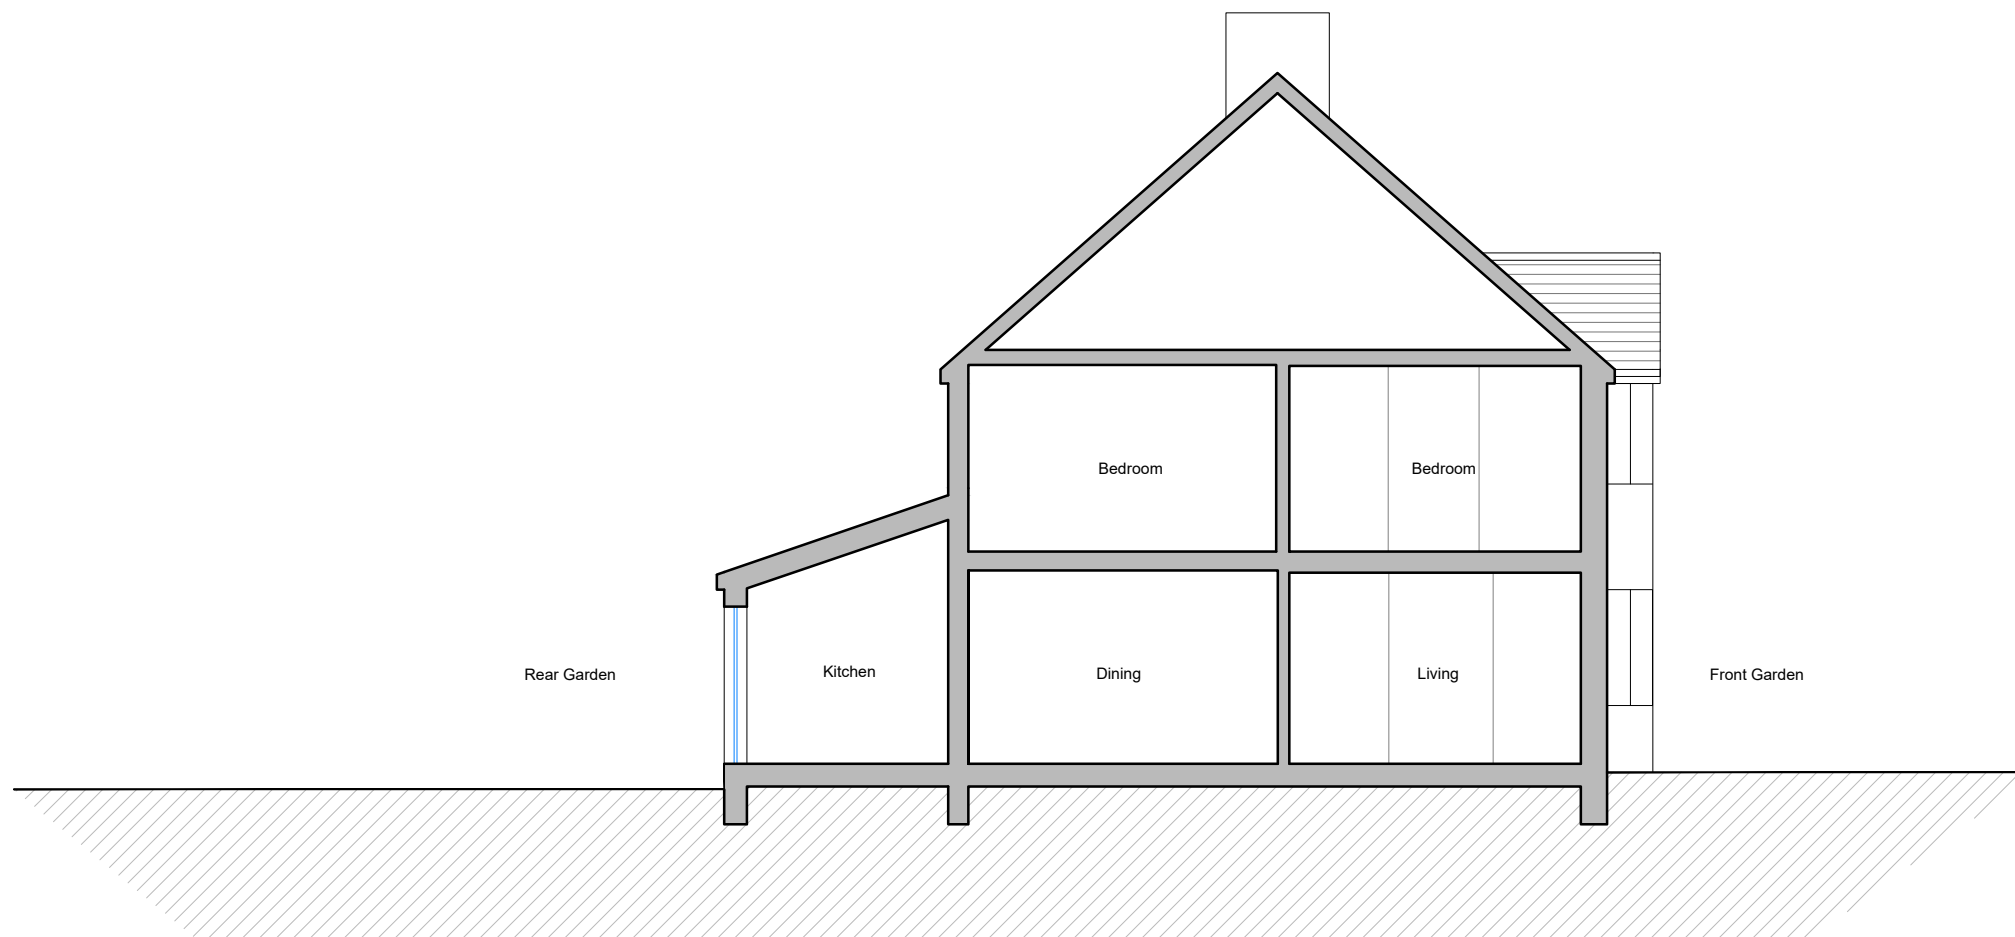 Bedroom
Bedroom
Rear Garden
Kitchen
Dining
Living
Front Garden